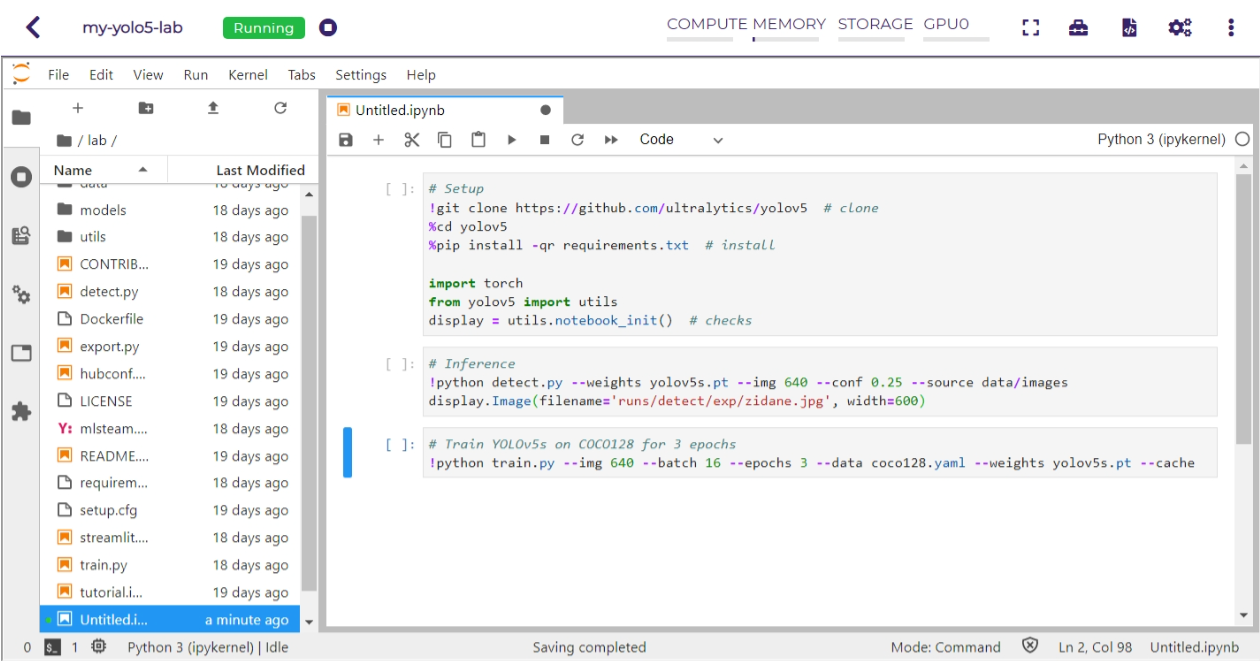 my-yolo5-lab Running COMPUTE MEMORY STORAGE GPU0
File Edit View Run Kernel Tabs Settings Help
Untitled.ipynb
/ lab /
Code
Python 3 (ipykernel)
Name Last Modified
data 18 days ago
models 18 days ago
utils 18 days ago
CONTRIB... 19 days ago
detect.py 18 days ago
Dockerfile 19 days ago
export.py 19 days ago
hubconf.... 19 days ago
LICENSE 19 days ago
Y: mlsteam.... 18 days ago
README.... 18 days ago
requirem... 18 days ago
setup.cfg 19 days ago
streamlit.... 18 days ago
train.py 18 days ago
tutorial.i... 19 days ago
Untitled.i... a minute ago
[ ]: # Setup
!git clone https://github.com/ultralytics/yolov5 # clone
%cd yolov5
%pip install -qr requirements.txt # install
import torch
from yolov5 import utils
display = utils.notebook_init() # checks
[ ]: # Inference
!python detect.py --weights yolov5s.pt --img 640 --conf 0.25 --source data/images
display.Image(filename='runs/detect/exp/zidane.jpg', width=600)
[ ]: # Train YOLOv5s on COCO128 for 3 epochs
!python train.py --img 640 --batch 16 --epochs 3 --data coco128.yaml --weights yolov5s.pt --cache
0 $_ 1 Python 3 (ipykernel) | Idle Saving completed Mode: Command Ln 2, Col 98 Untitled.ipynb